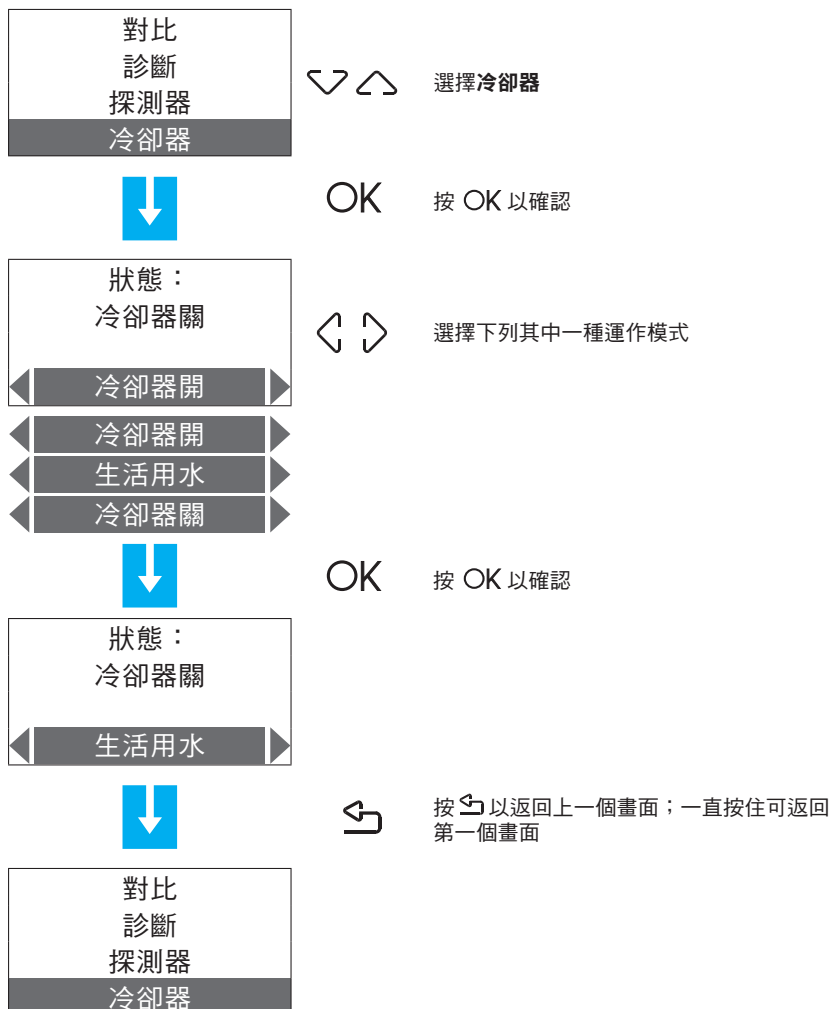 對比
診斷
探測器
冷卻器
選擇冷卻器
OK
按 OK 以確認
狀態：
冷卻器關
冷卻器開
選擇下列其中一種運作模式
冷卻器開
生活用水
冷卻器關
OK
按 OK 以確認
狀態：
冷卻器關
生活用水
按 以返回上一個畫面；一直按住可返回
第一個畫面
對比
診斷
探測器
冷卻器